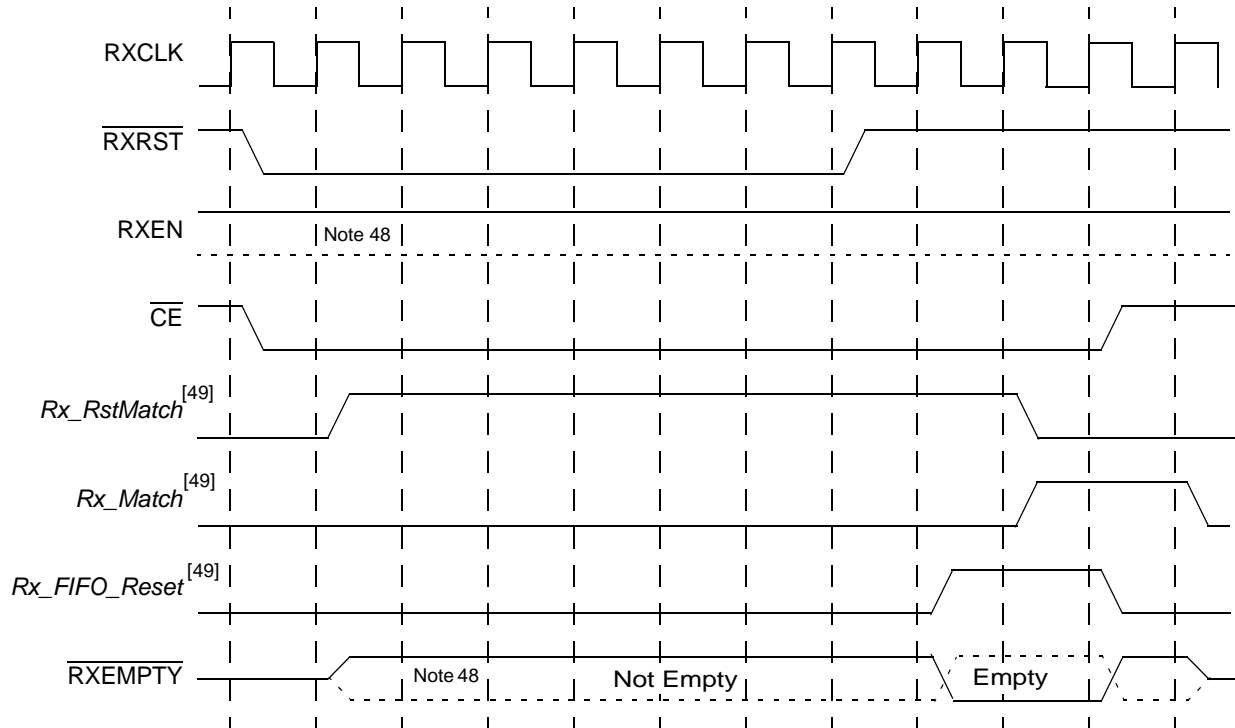 RXCLK
RXRST
RXEN
Note 48
CE
Rx_RstMatch[49]
Rx_Match[49]
Rx_FIFO_Reset[49]
RXEMPTY Note 48 Not Empty Empty